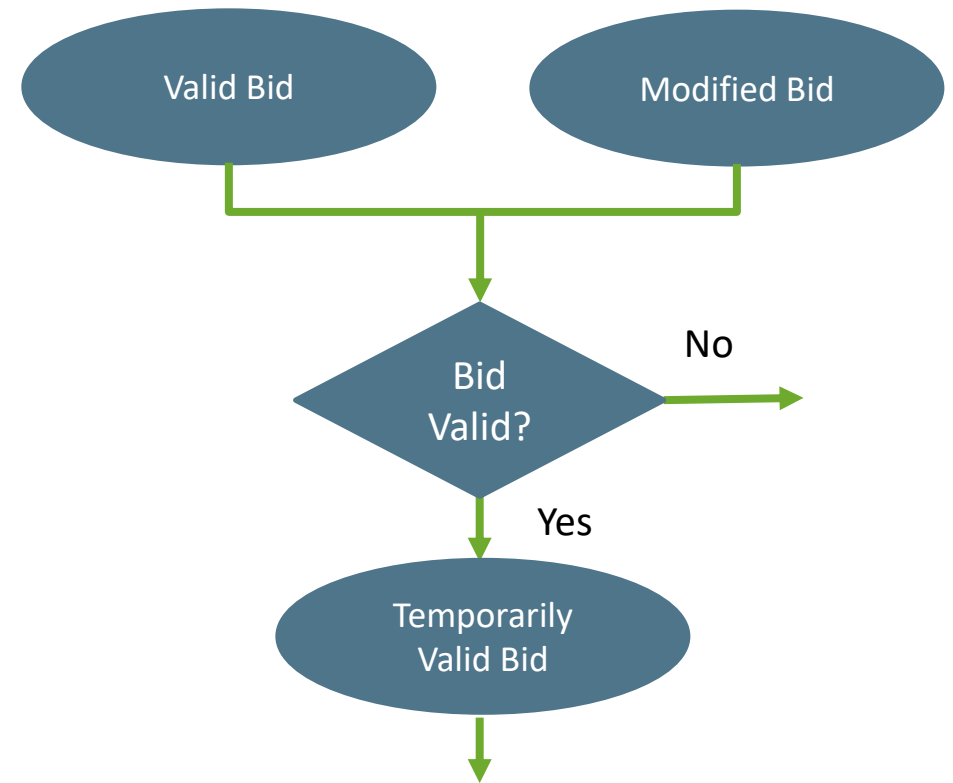 Valid Bid
Modified Bid
No
Bid
Valid?
Yes
Temporarily
Valid Bid